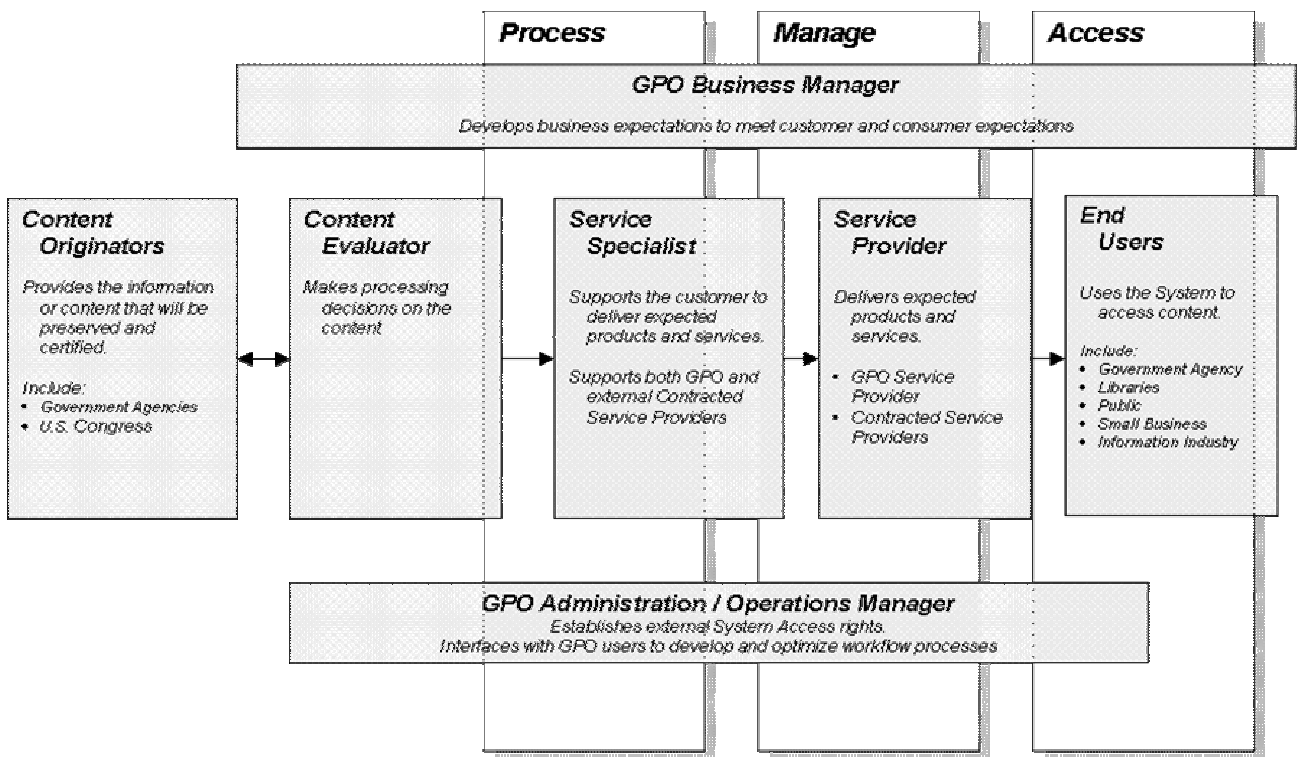 Process
Manage
Access
GPO Business Manager
Develops business expectations to meet customer and consumer expectations
Content
Originators
Provides the information
or content that will be
preserved and
certified.
Include:
• Government Agencies
• U.S. Congress
Content
Evaluator
Makes processing
decisions on the
content
Service
Specialist
Supports the customer to
deliver expected
products and services.
Supports both GPO and
external Contracted
Service Providers
Service
Provider
Delivers expected
products and
services.
• GPO Service
Provider
• Contracted Service
Providers
End
Users
Uses the System to
access content.
Include:
• Government Agency
• Libraries
• Public
• Small Business
• Information Industry
GPO Administration / Operations Manager
Establishes external System Access rights.
Interfaces with GPO users to develop and optimize workflow processes